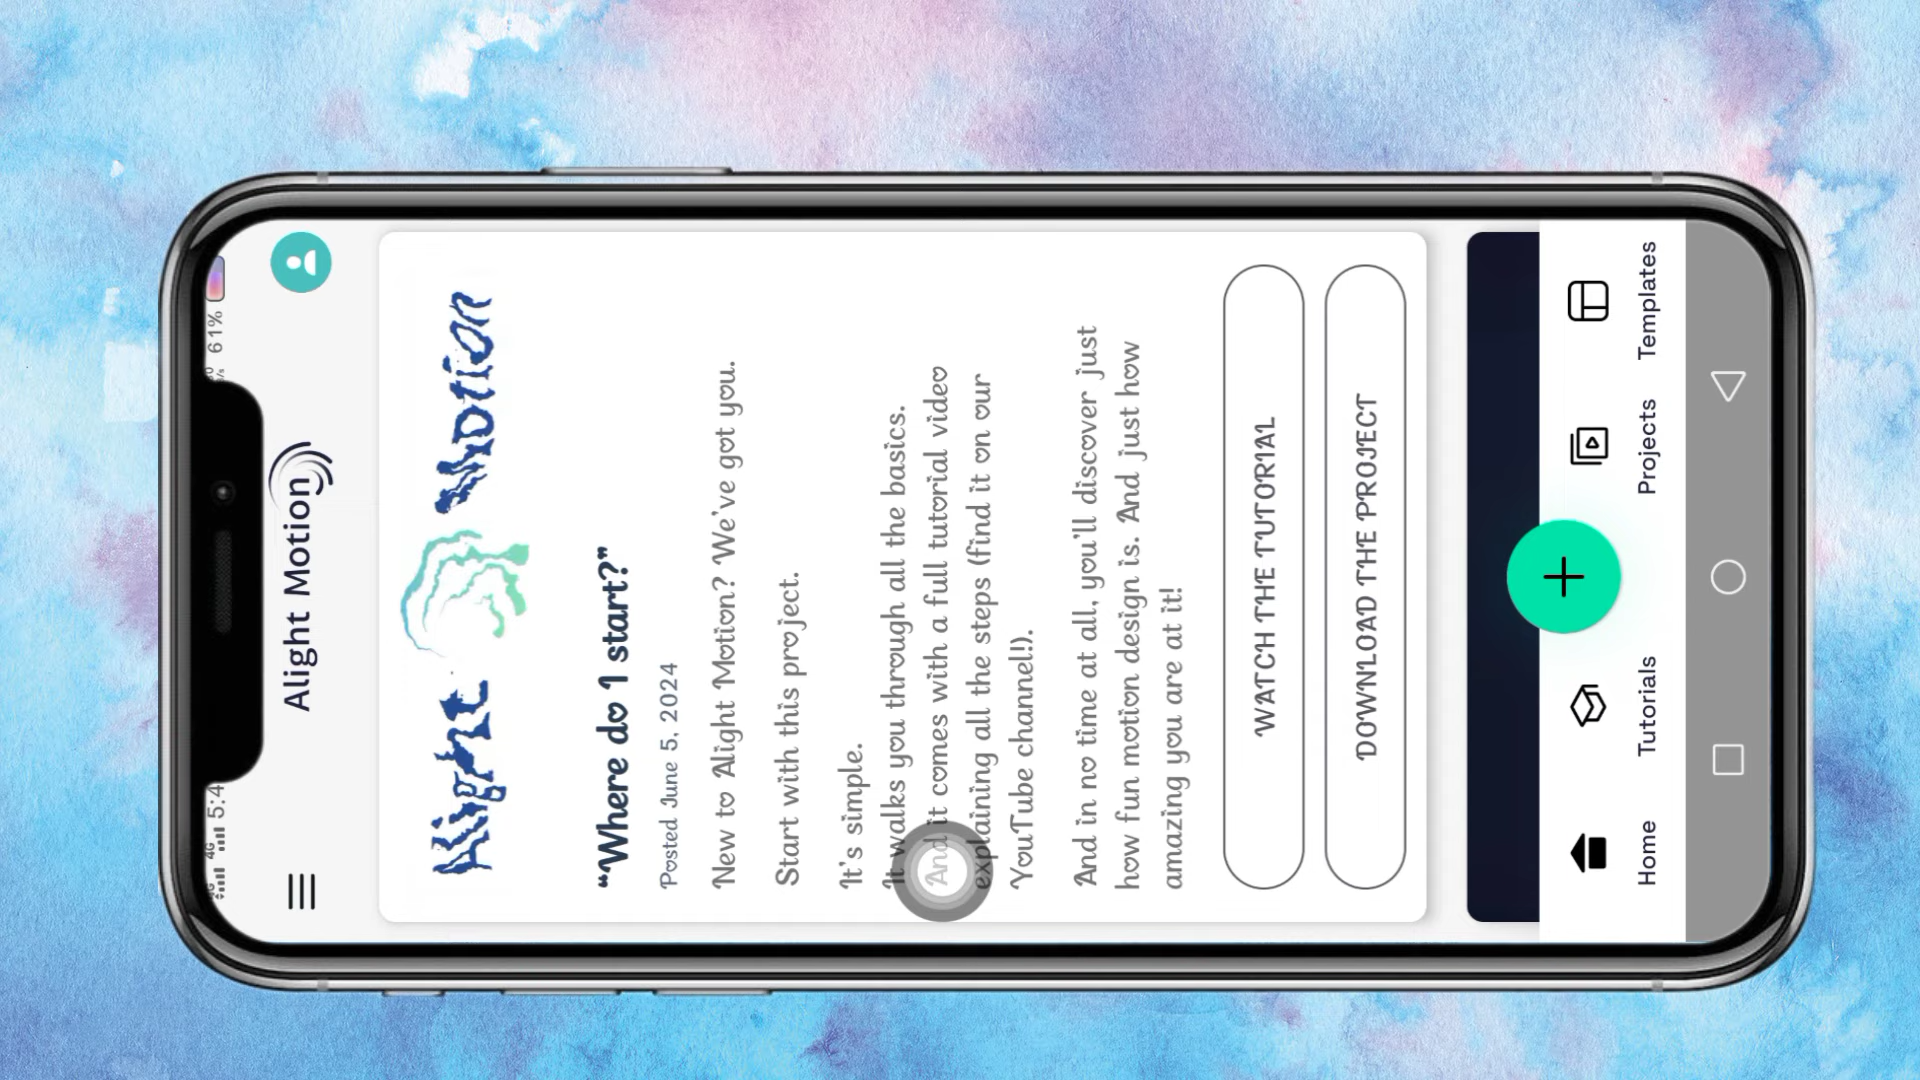 4G 4G 5:4
61%
Alight Motion
Alight Motion
“Where do I start?”
Posted June 5, 2024
New to Alight Motion? We've got you.
Start with this project.
It's simple.
It walks you through all the basics.
And it comes with a full tutorial video
explaining all the steps (find it on our
YouTube channel!).
And in no time at all, you'll discover just
how fun motion design is. And just how
amazing you are at it!
WATCH THE TUTORIAL
DOWNLOAD THE PROJECT
Home
Tutorials
Projects
Templates